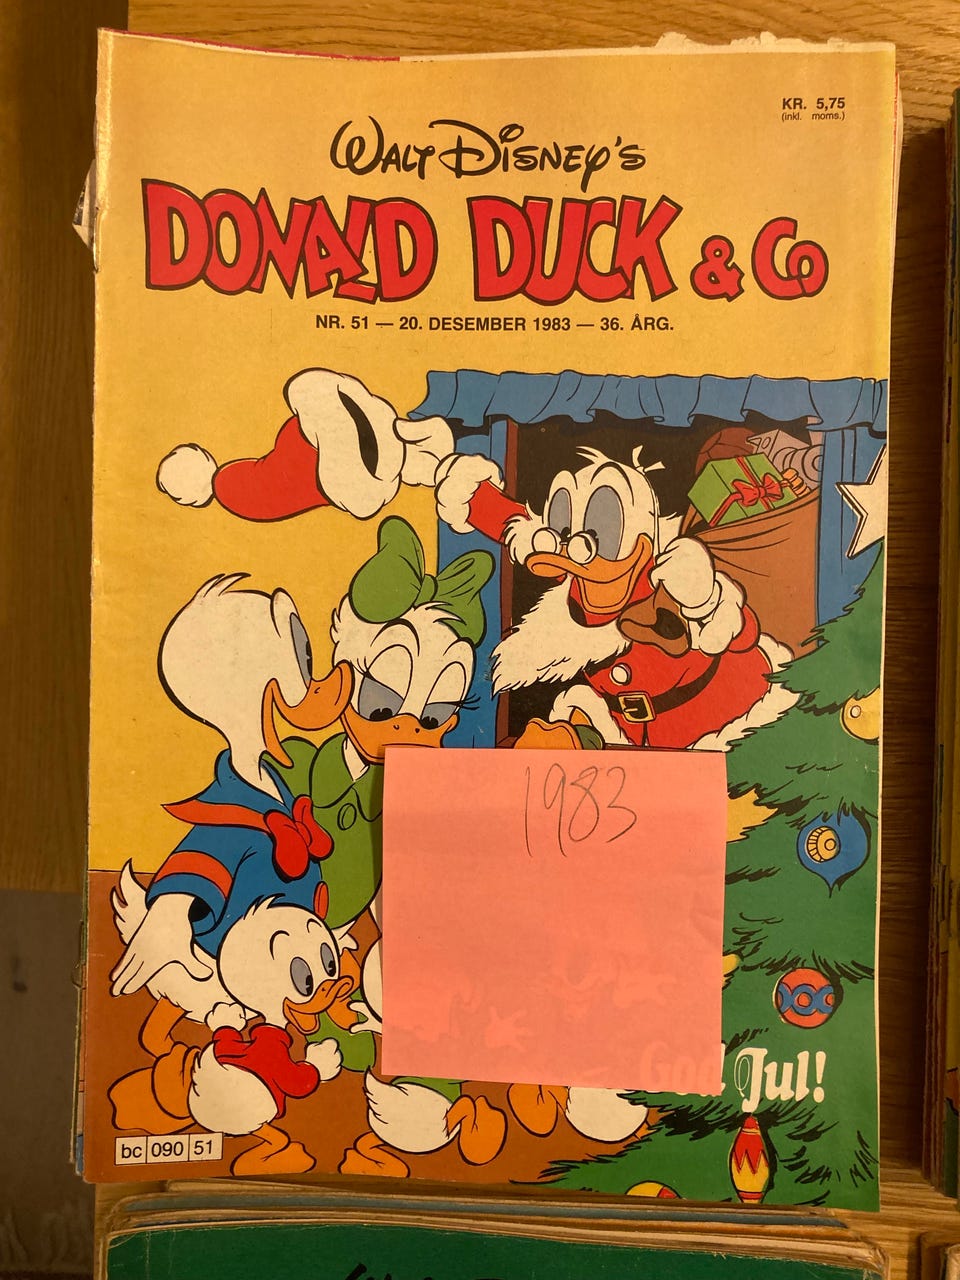 KR. 5,75
(inkl. moms.)
WALT DISNEY'S
DONALD DUCK & CO
NR. 51 — 20. DESEMBER 1983 — 36. ÅRG.
1983
God Jul!
bc 090 51